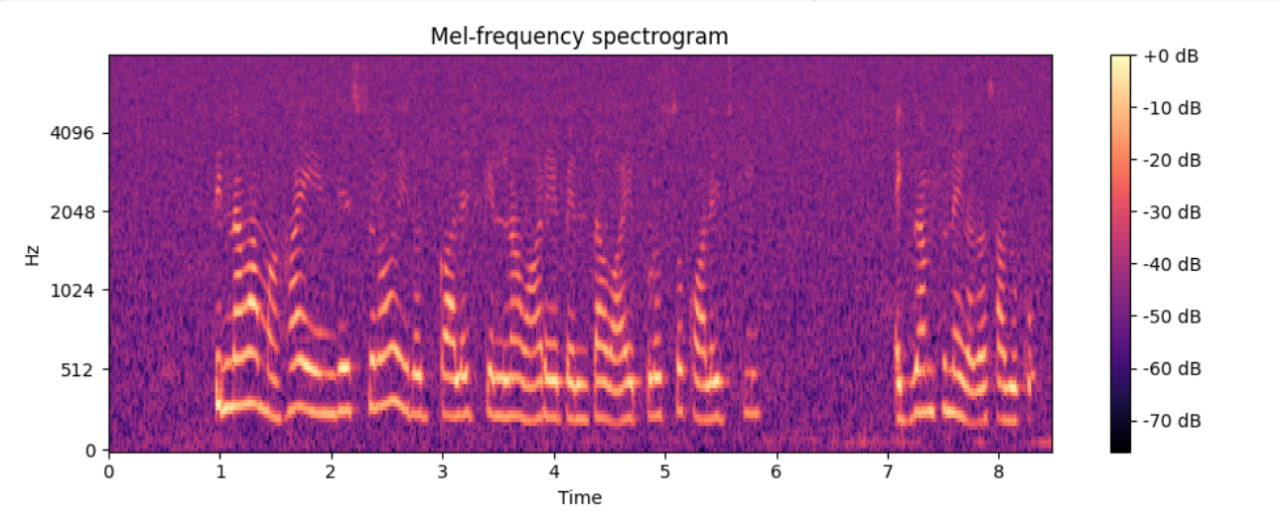 Mel-frequency spectrogram
+0 dB
-10 dB
-20 dB
-30 dB
-40 dB
-50 dB
-60 dB
-70 dB
4096
2048
1024
512
0
Hz
0 1 2 3 4 5 6 7 8
Time